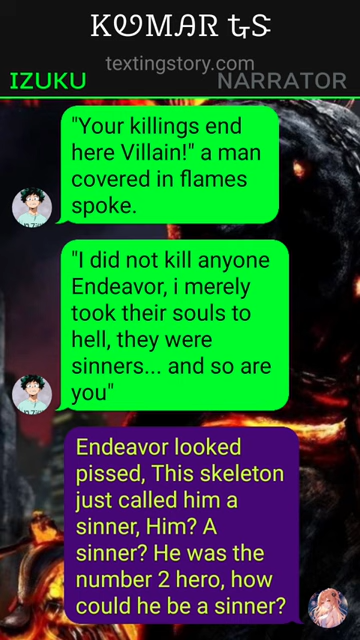 KUMAR GS
textingstory.com
IZUKU NARRATOR
"Your killings end
here Villain!" a man
covered in flames
spoke.
"I did not kill anyone
Endeavor, i merely
took their souls to
hell, they were
sinners... and so are
you"
Endeavor looked
pissed, This skeleton
just called him a
sinner, Him? A
sinner? He was the
number 2 hero, how
could he be a sinner?